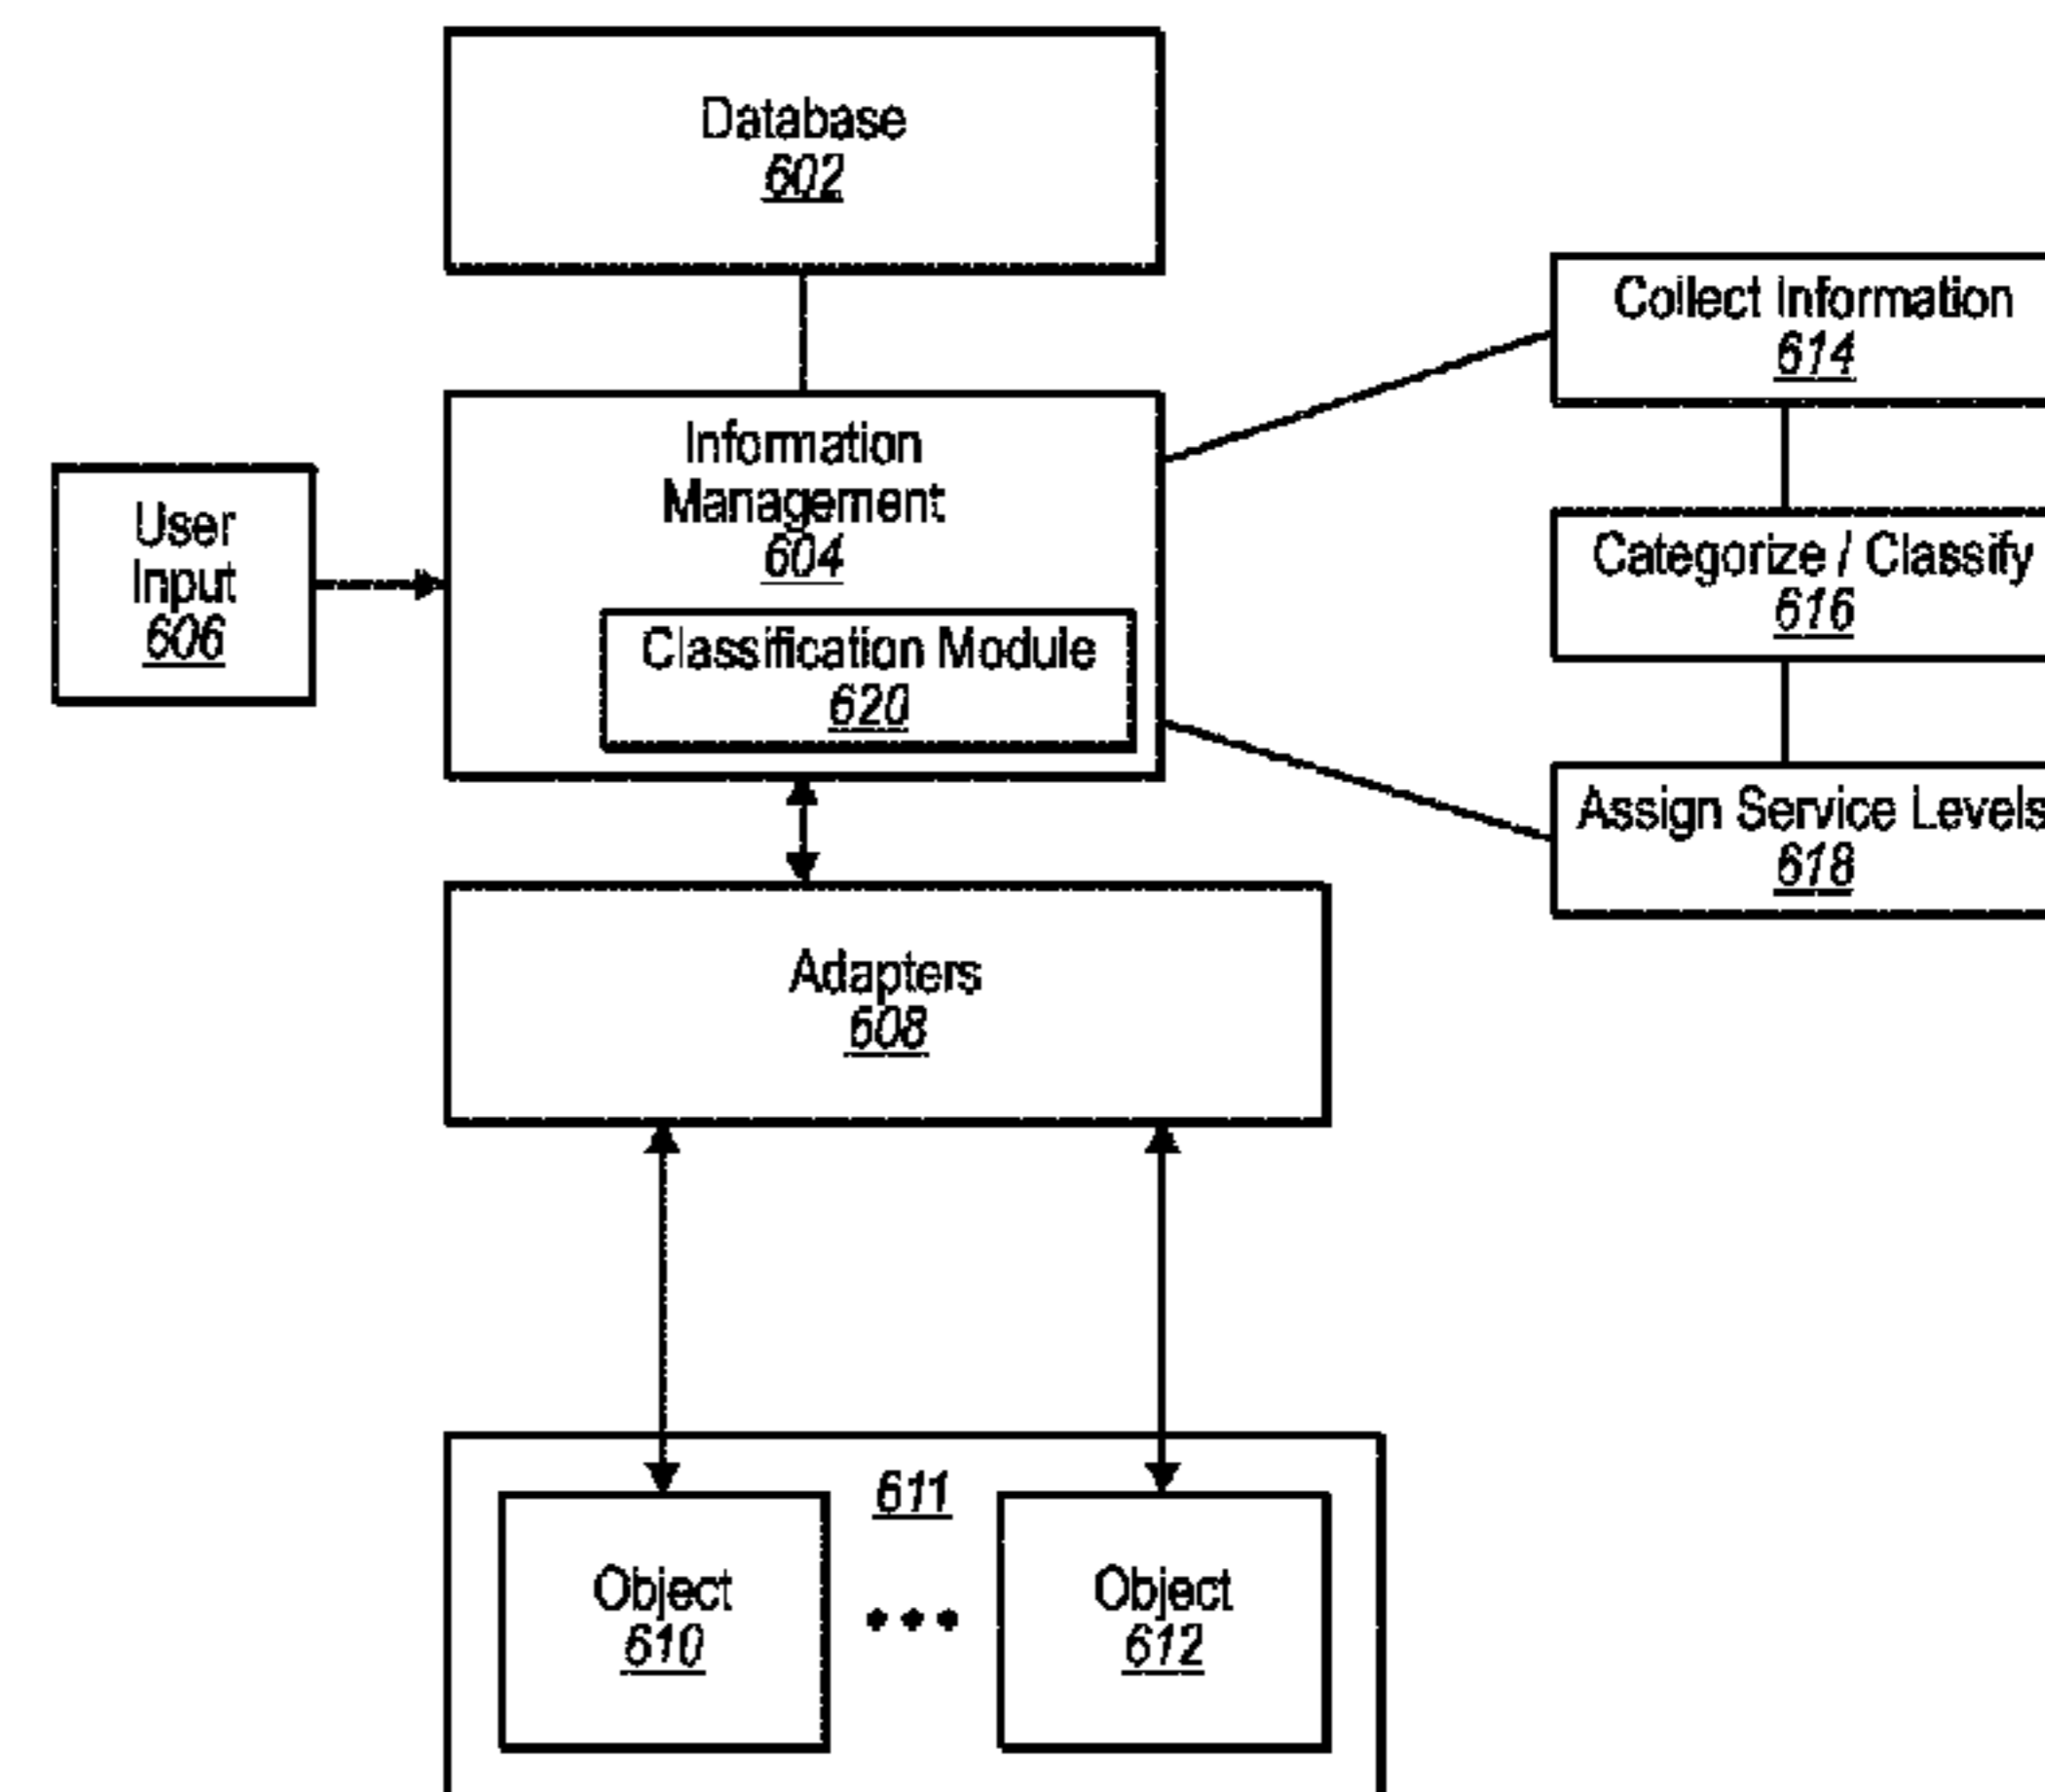 Database
602
Collect Information
614
Information
Management
604
User
Input
606
Categorize / Classify
616
Classification Module
620
Assign Service Levels
618
Adapters
608
611
Object
610
Object
612